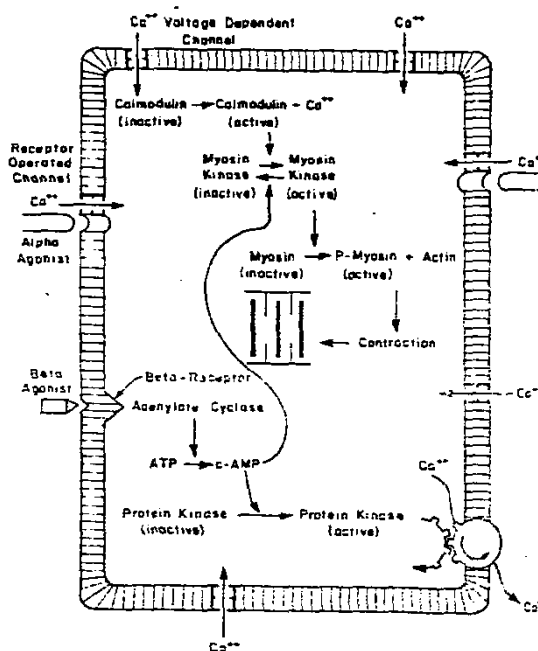 Ca++ Voltage Dependent
Channel
Ca++
Calmodulin → Calmodulin - Ca++
(inactive) (active)
Receptor
Operated
Channel
Ca++
Myosin → Myosin
Kinase ← Kinase
(inactive) (active)
Ca++
Alpha
Agonist
Myosin → P-Myosin + Actin
(inactive) (active)
← Contraction
Beta
Agonist
Beta-Receptor
Adenylate Cyclase
Ca++
ATP → c-AMP
Ca++
Protein Kinase → Protein Kinase
(inactive) (active)
Ca++
Ca